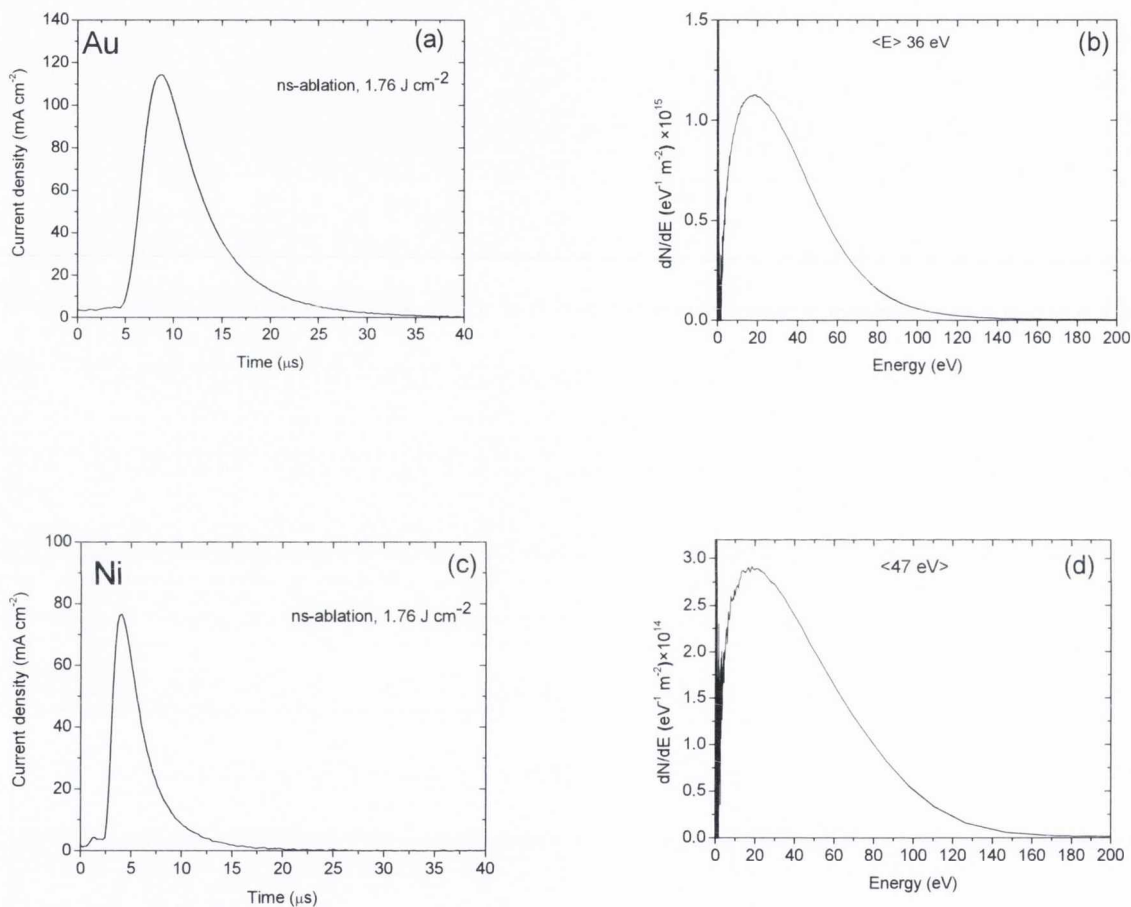 Au
(a)
ns-ablation, 1.76 J cm⁻²
Current density (mA cm⁻²)
140
120
100
80
60
40
20
0
0 5 10 15 20 25 30 35 40
Time (μs)
(b)
<E> 36 eV
dN/dE (eV⁻¹ m⁻²) ×10¹⁵
1.5
1.0
0.5
0.0
0 20 40 60 80 100 120 140 160 180 200
Energy (eV)
Ni
(c)
ns-ablation, 1.76 J cm⁻²
Current density (mA cm⁻²)
100
80
60
40
20
0
0 5 10 15 20 25 30 35 40
Time (μs)
(d)
<47 eV>
dN/dE (eV⁻¹ m⁻²)×10¹⁴
3.0
2.5
2.0
1.5
1.0
0.5
0.0
0 20 40 60 80 100 120 140 160 180 200
Energy (eV)